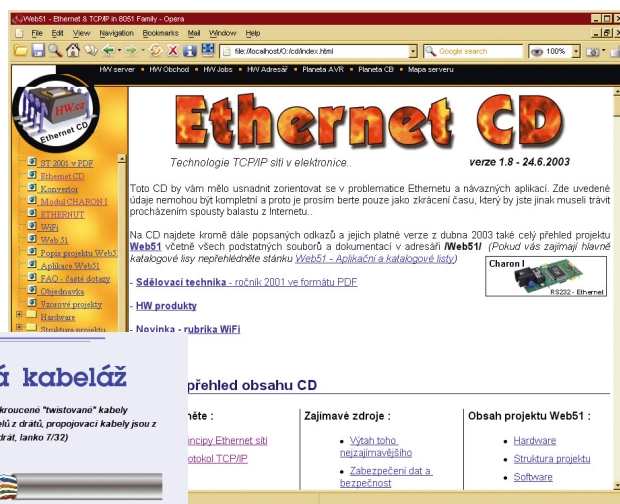 Web51 - Ethernet & TCP/IP in 8051 Family - Opera
File Edit View Navigation Bookmarks Mail Window Help
file://localhost/O:/cd/index.html
Google search
100%
HW server ▪ HW Obchod ▪ HW Jobs ▪ HW Adresář ▪ Planeta AVR ▪ Planeta CB ▪ Mapa serveru
HW.cz
Ethernet CD
ST 2001 v PDF
Ethernet CD
Konvertor
Modul CHARON I
ETHERNUT
WiFi
Web 51
Popis projektu Web5
Aplikace Web51
FAQ - časté dotazy
Objednavka
Vzorové projekty
Hardware
Struktura projektu
Ethernet CD
Technologie TCP/IP síti v elektronice..
verze 1.8 - 24.6.2003
Toto CD by vám mělo usnadnit zorientovat se v problematice Ethernetu a návazných aplikací. Zde uvedené
údaje nemohou být kompletní a proto je prosím berte pouze jako zkrácení času, který by jste jinak museli trávit
procházením spousty balastu z Internetu..
Na CD najdete kromě dále popsaných odkazů a jejich platné verze z dubna 2003 také celý přehled projektu
Web51 včetně všech podstatných souborů a dokumentací v adresáři /Web51/ (Pokud vás zajímají hlavně
katalogové listy nepřehlédněte stánku Web51 - Aplikační a katalogové listy)
Charon I
RS232 - Ethernet
- Sdělovací technika - ročník 2001 ve formátu PDF
- HW produkty
- Novinka - rubrika WiFi
přehled obsahu CD
něte :
incipy Ethernet sítí
otokol TCP/IP
Zajímavé zdroje :
• Výtah toho
nejzajímavějšího
• Zabezpečení dat a
bezpečnost
Obsah projektu Web51 :
• Hardware
• Struktura projektu
• Software
á kabeláž
kroucené "twistované" kabely
elů z drátů, propojovací kabely jsou z
drát, lanko 7/32)